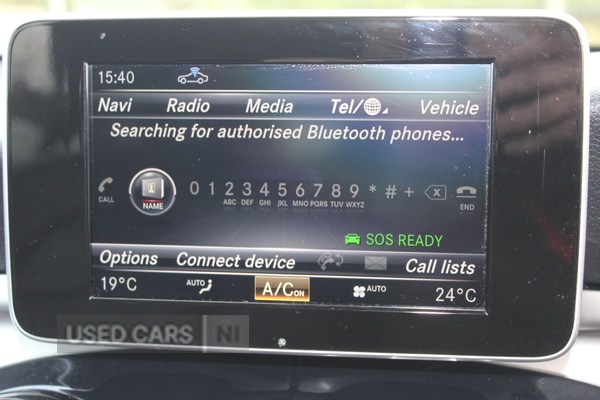 15:40
Navi Radio Media Tel/ Vehicle
Searching for authorised Bluetooth phones...
CALL NAME 0 1 2 3 4 5 6 7 8 9 * # + END
ABC DEF GHI JKL MNO PQRS TUV WXYZ
SOS READY
Options Connect device Call lists
19°C AUTO A/C ON AUTO 24°C
USED CARS NI